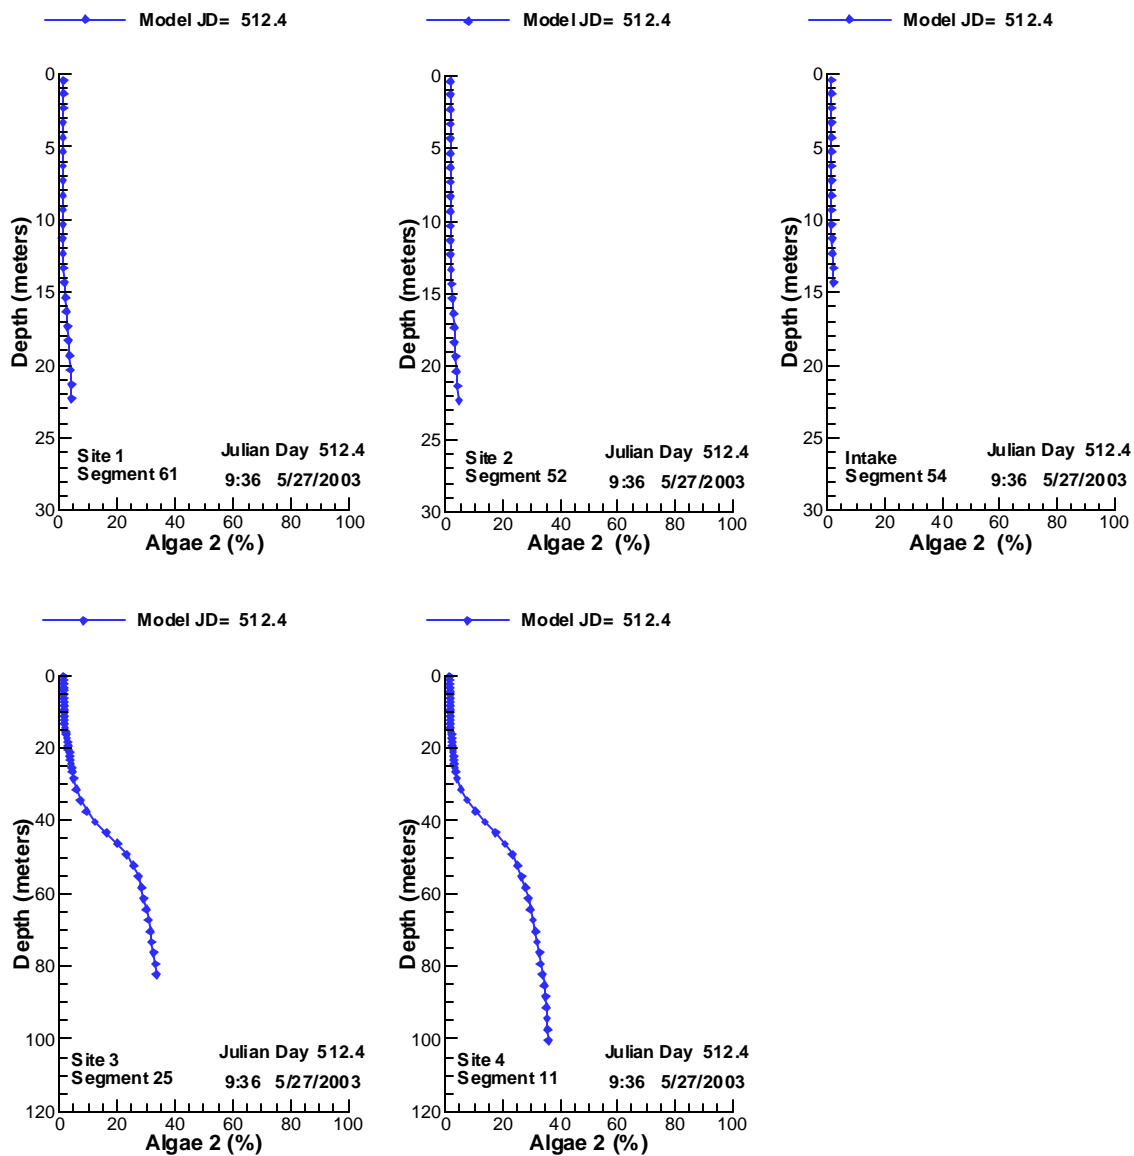 Model JD= 512.4
0
5
10
15
20
25
30
Depth (meters)
Site 1
Segment 61
Julian Day 512.4
9:36 5/27/2003
0 20 40 60 80 100
Algae 2 (%)
Model JD= 512.4
0
5
10
15
20
25
30
Depth (meters)
Site 2
Segment 52
Julian Day 512.4
9:36 5/27/2003
0 20 40 60 80 100
Algae 2 (%)
Model JD= 512.4
0
5
10
15
20
25
30
Depth (meters)
Intake
Segment 54
Julian Day 512.4
9:36 5/27/2003
0 20 40 60 80 100
Algae 2 (%)
Model JD= 512.4
0
20
40
60
80
100
120
Depth (meters)
Site 3
Segment 25
Julian Day 512.4
9:36 5/27/2003
0 20 40 60 80 100
Algae 2 (%)
Model JD= 512.4
0
20
40
60
80
100
120
Depth (meters)
Site 4
Segment 11
Julian Day 512.4
9:36 5/27/2003
0 20 40 60 80 100
Algae 2 (%)